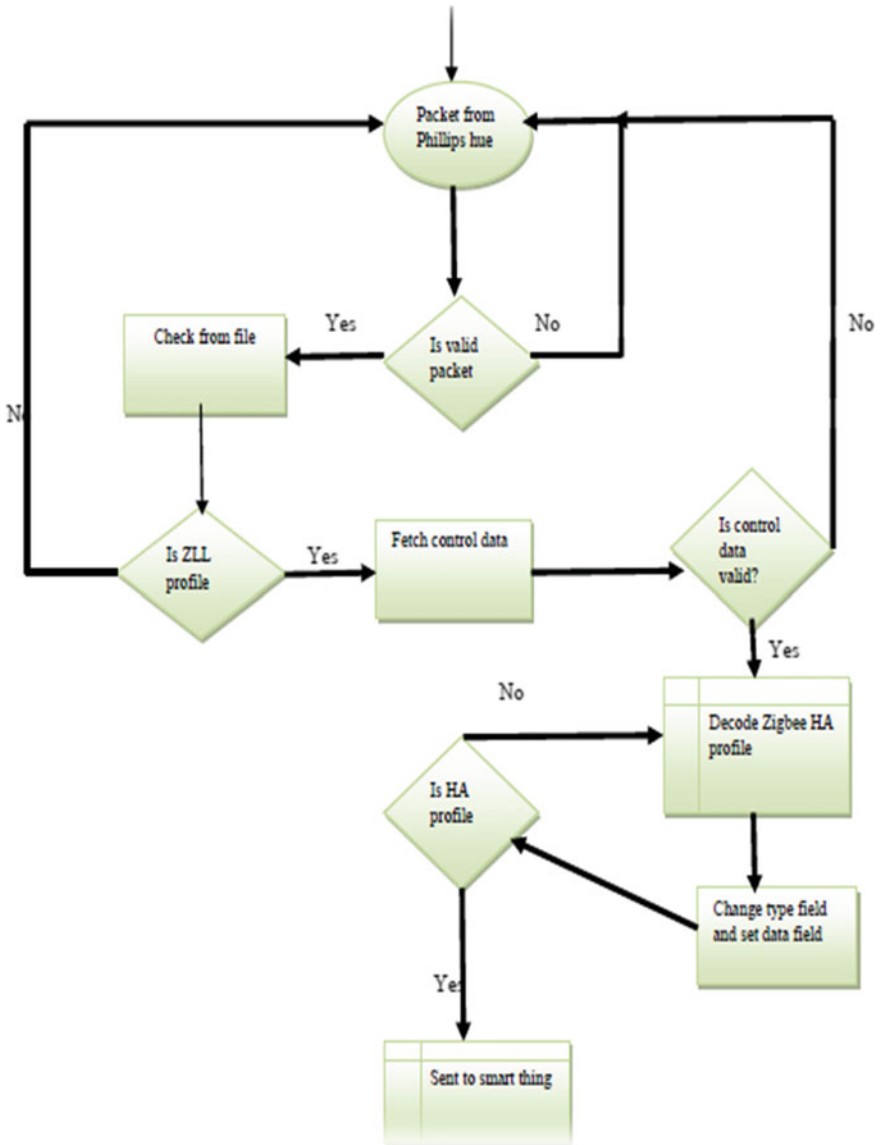 Packet from
Phillips hue
Yes
No
No
Check from file
Is valid
packet
No
Is ZLL
profile
Yes
Fetch control data
Is control
data
valid?
Yes
No
Decode Zigbee HA
profile
Is HA
profile
Change type field
and set data field
Yes
Sent to smart thing